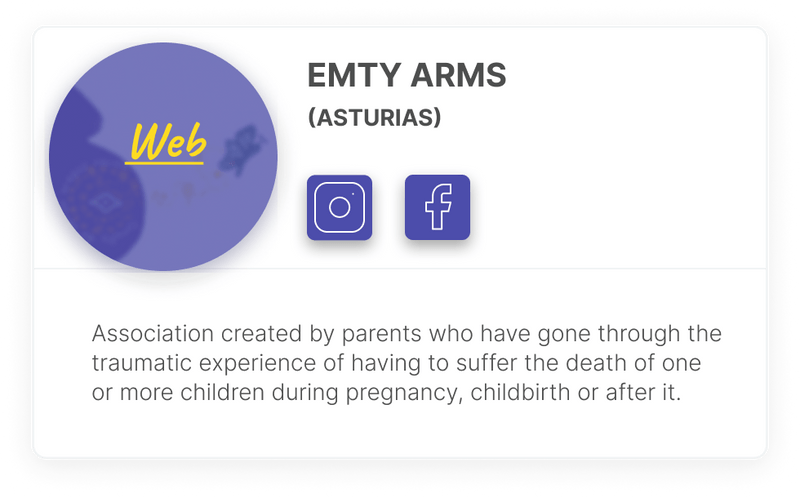 Web
EMTY ARMS
(ASTURIAS)
Association created by parents who have gone through the
traumatic experience of having to suffer the death of one
or more children during pregnancy, childbirth or after it.